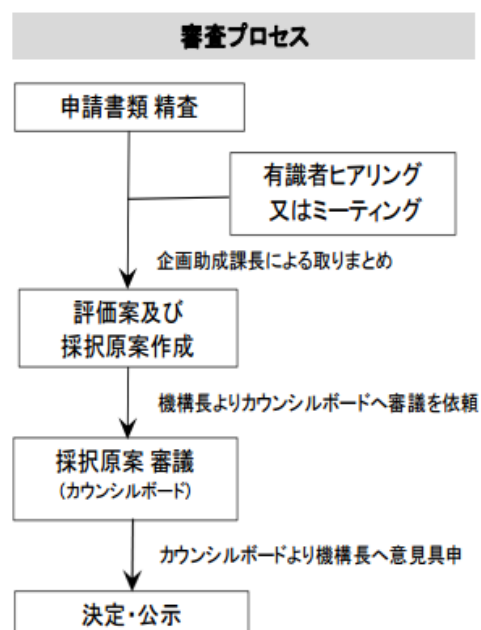 審査プロセス
申請書類 精査
有識者ヒアリング
又はミーティング
企画助成課長による取りまとめ
評価案及び
採択原案作成
機構長よりカウンシルボードへ審議を依頼
採択原案 審議
(カウンシルボード)
カウンシルボードより機構長へ意見具申
決定・公示